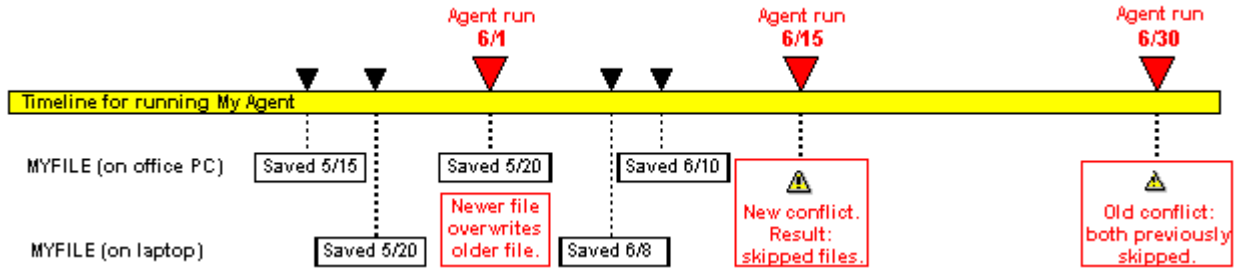 Agent run
6/1
Agent run
6/15
Agent run
6/30
Timeline for running My Agent
MYFILE (on office PC)
Saved 5/15
Saved 5/20
Saved 6/10
Newer file
overwrites
older file.
New conflict.
Result:
skipped files.
Old conflict:
both previously
skipped.
MYFILE (on laptop)
Saved 5/20
Saved 6/8